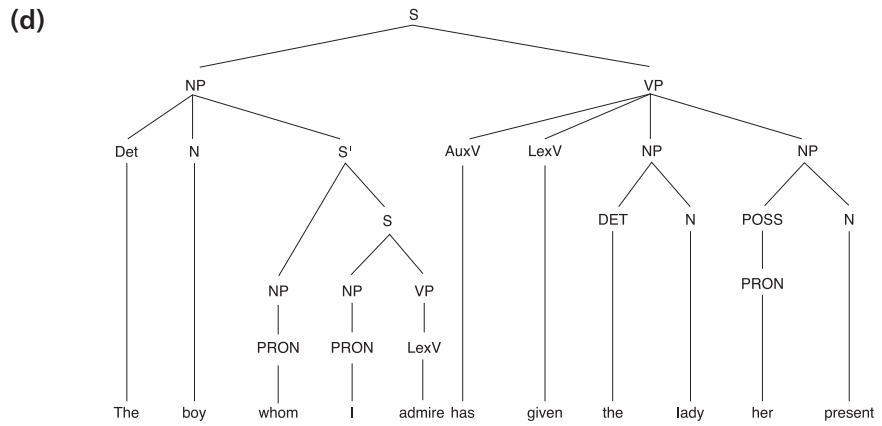 (d)
S
NP VP
Det N S' AuxV LexV NP NP
S DET N POSS N
NP NP VP PRON
PRON PRON LexV
The boy whom I admire has given the lady her present